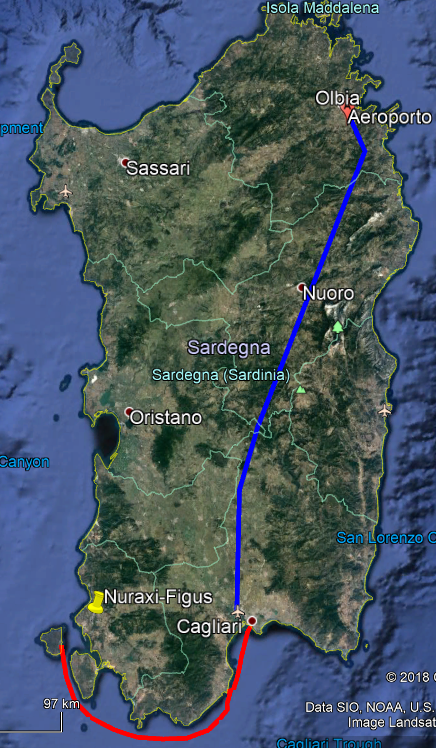 Isola Maddalena
Olbia
Aeroporto
pment
Sassari
Nuoro
Sardegna
Sardegna (Sardinia)
Oristano
Canyon
San Lorenzo C
Nuraxi-Figus
Cagliari
© 2018 G
97 km
Data SIO, NOAA, U.S.
Image Landsat
Cagliari Trough